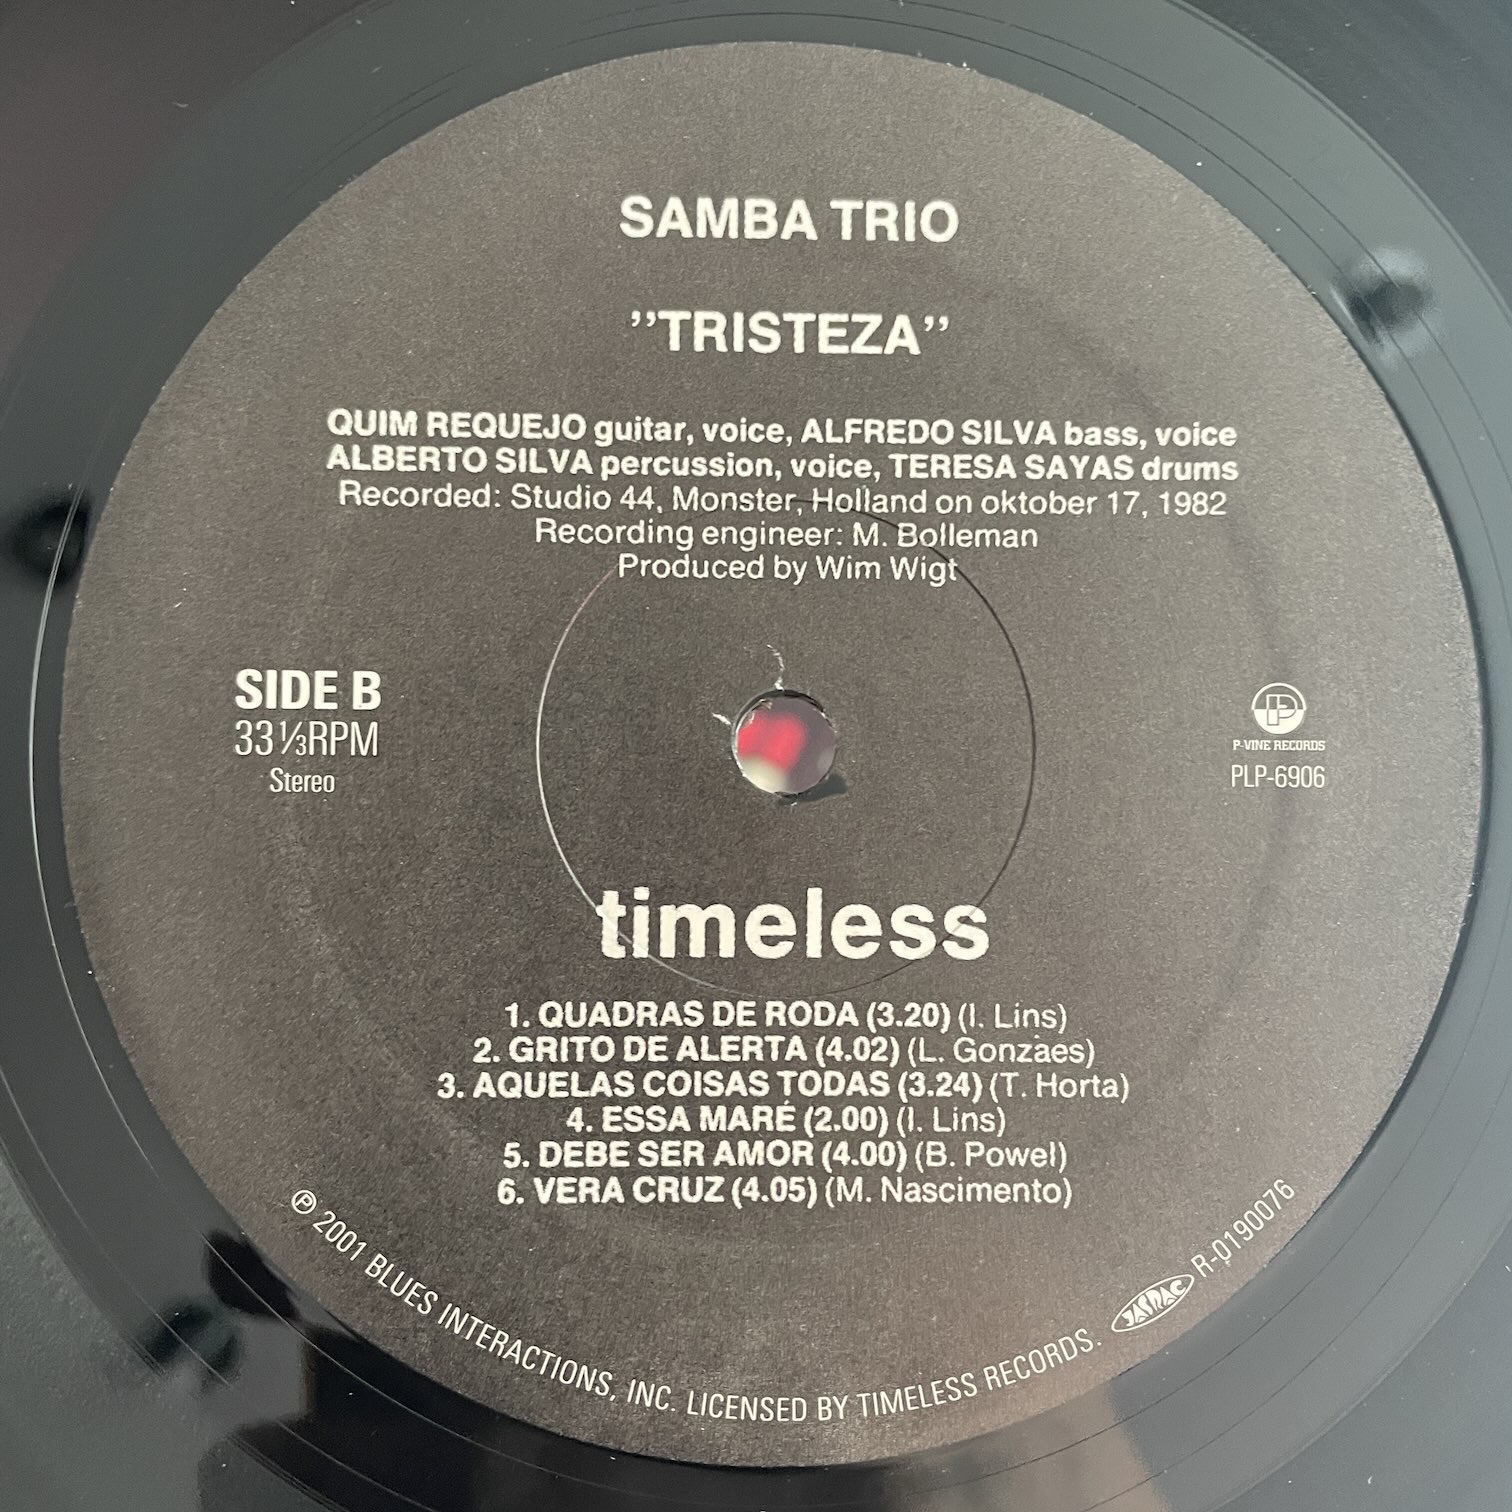 SAMBA TRIO
”TRISTEZA”
QUIM REQUEJO guitar, voice, ALFREDO SILVA bass, voice
ALBERTO SILVA percussion, voice, TERESA SAYAS drums
Recorded: Studio 44, Monster, Holland on oktober 17, 1982
Recording engineer: M. Bolleman
Produced by Wim Wigt
SIDE B
33 ⅓ RPM
Stereo
P-VINE RECORDS
PLP-6906
timeless
1. QUADRAS DE RODA (3.20) (I. Lins)
2. GRITO DE ALERTA (4.02) (L. Gonzaes)
3. AQUELAS COISAS TODAS (3.24) (T. Horta)
4. ESSA MARÉ (2.00) (I. Lins)
5. DEBE SER AMOR (4.00) (B. Powel)
6. VERA CRUZ (4.05) (M. Nascimento)
℗ 2001 BLUES INTERACTIONS, INC. LICENSED BY TIMELESS RECORDS. JASRAC R-0190076